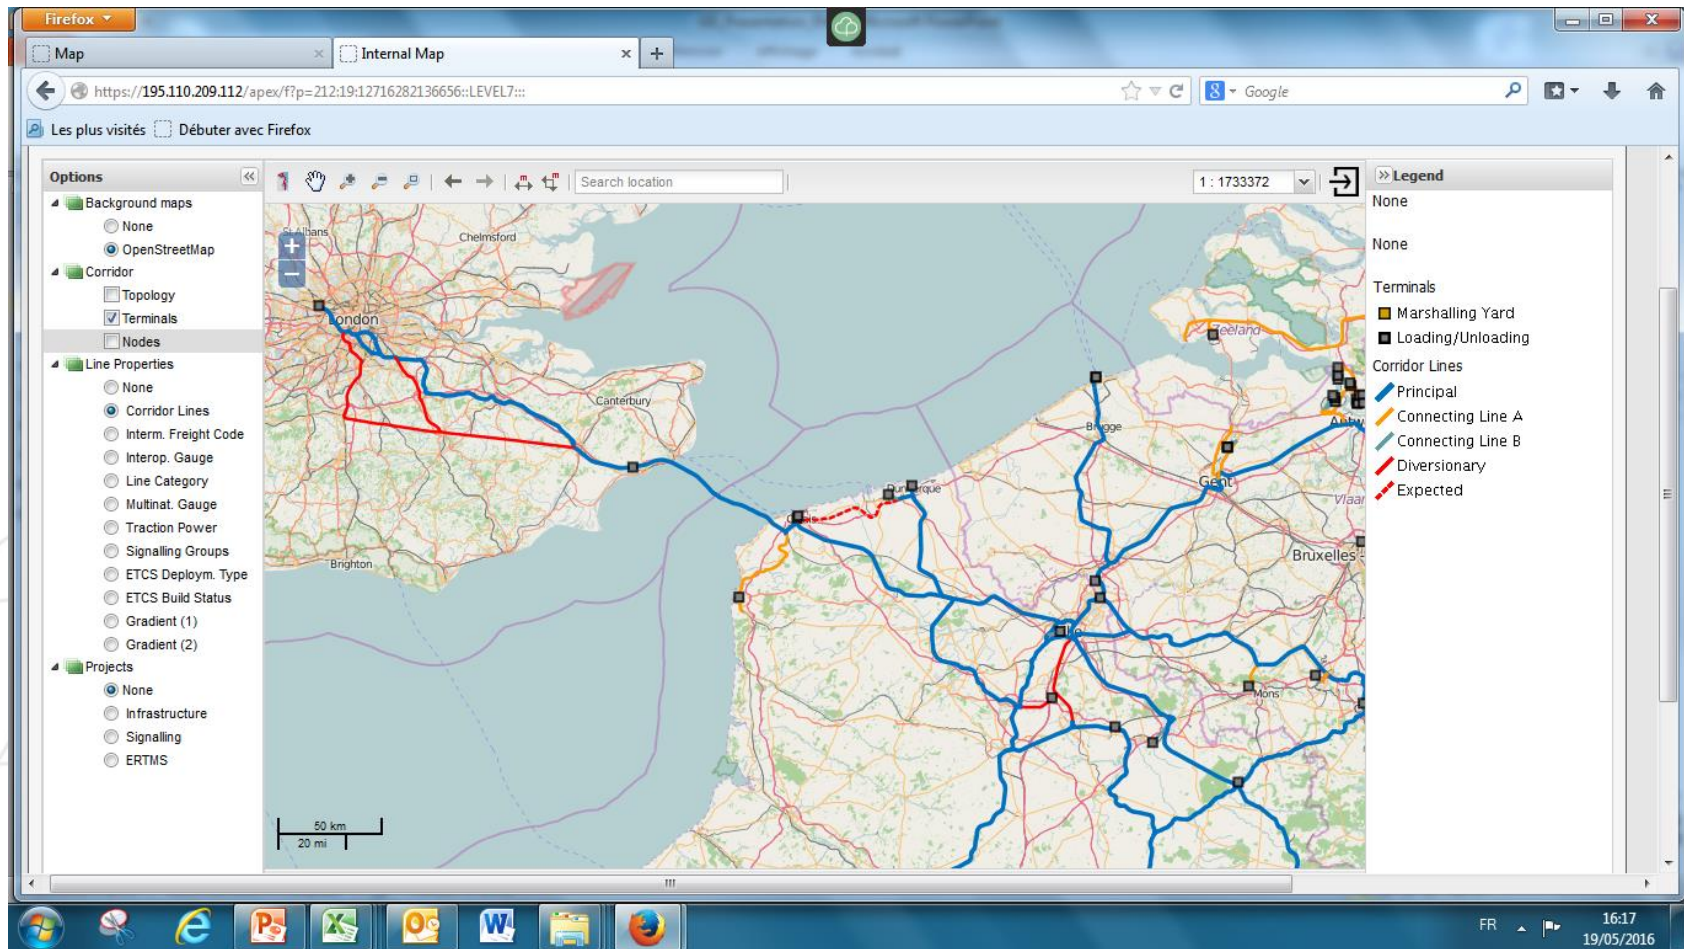 Firefox
Map
Internal Map
https://195.110.209.112/apex/f?p=212:19:12716282136656::LEVEL7:::
Google
Les plus visités
Débuter avec Firefox
Options
Search location
1 : 1733372
Legend
Background maps
None
OpenStreetMap
Corridor
Topology
Terminals
Nodes
Line Properties
None
Corridor Lines
Interm. Freight Code
Interop. Gauge
Line Category
Multinat. Gauge
Traction Power
Signalling Groups
ETCS Deploym. Type
ETCS Build Status
Gradient (1)
Gradient (2)
Projects
None
Infrastructure
Signalling
ERTMS
St Albans
Chelmsford
London
Canterbury
Brighton
Zeeland
Brugge
Gent
Bruxelles -
Mons
50 km
20 mi
None
None
Terminals
Marshalling Yard
Loading/Unloading
Corridor Lines
Principal
Connecting Line A
Connecting Line B
Diversionary
Expected
FR
16:17
19/05/2016